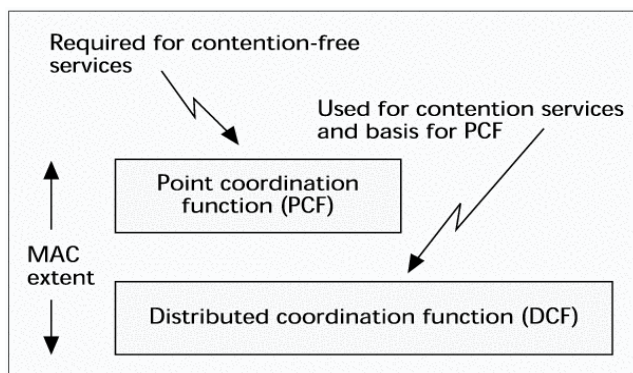 Required for contention-free
services
Used for contention services
and basis for PCF
Point coordination
function (PCF)
MAC
extent
Distributed coordination function (DCF)